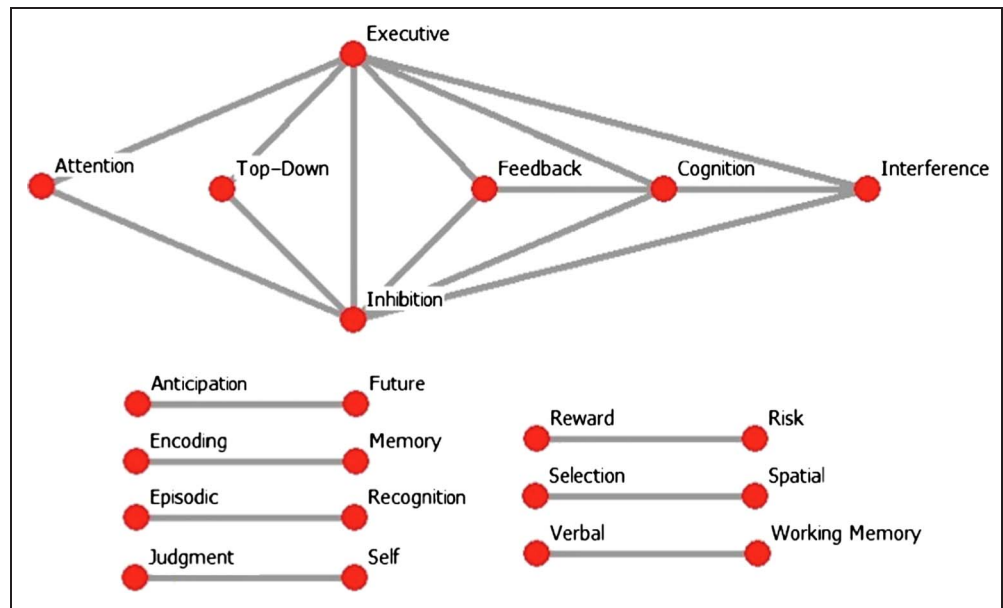 Executive
Attention
Top-Down
Feedback
Cognition
Interference
Inhibition
Anticipation
Future
Encoding
Memory
Episodic
Recognition
Judgment
Self
Reward
Risk
Selection
Spatial
Verbal
Working Memory